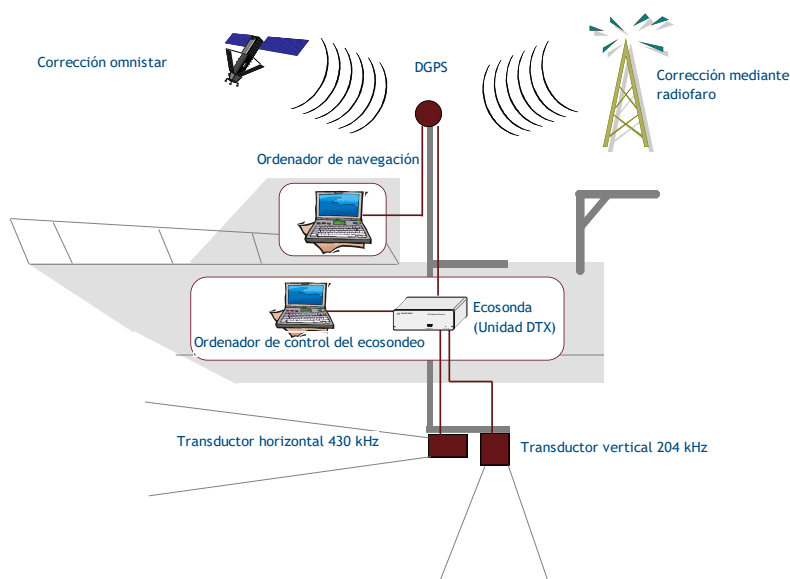 Corrección omnistar
DGPS
Corrección mediante
radiofaro
Ordenador de navegación
Ecosonda
(Unidad DTX)
Ordenador de control del ecosondeo
Transductor horizontal 430 kHz
Transductor vertical 204 kHz